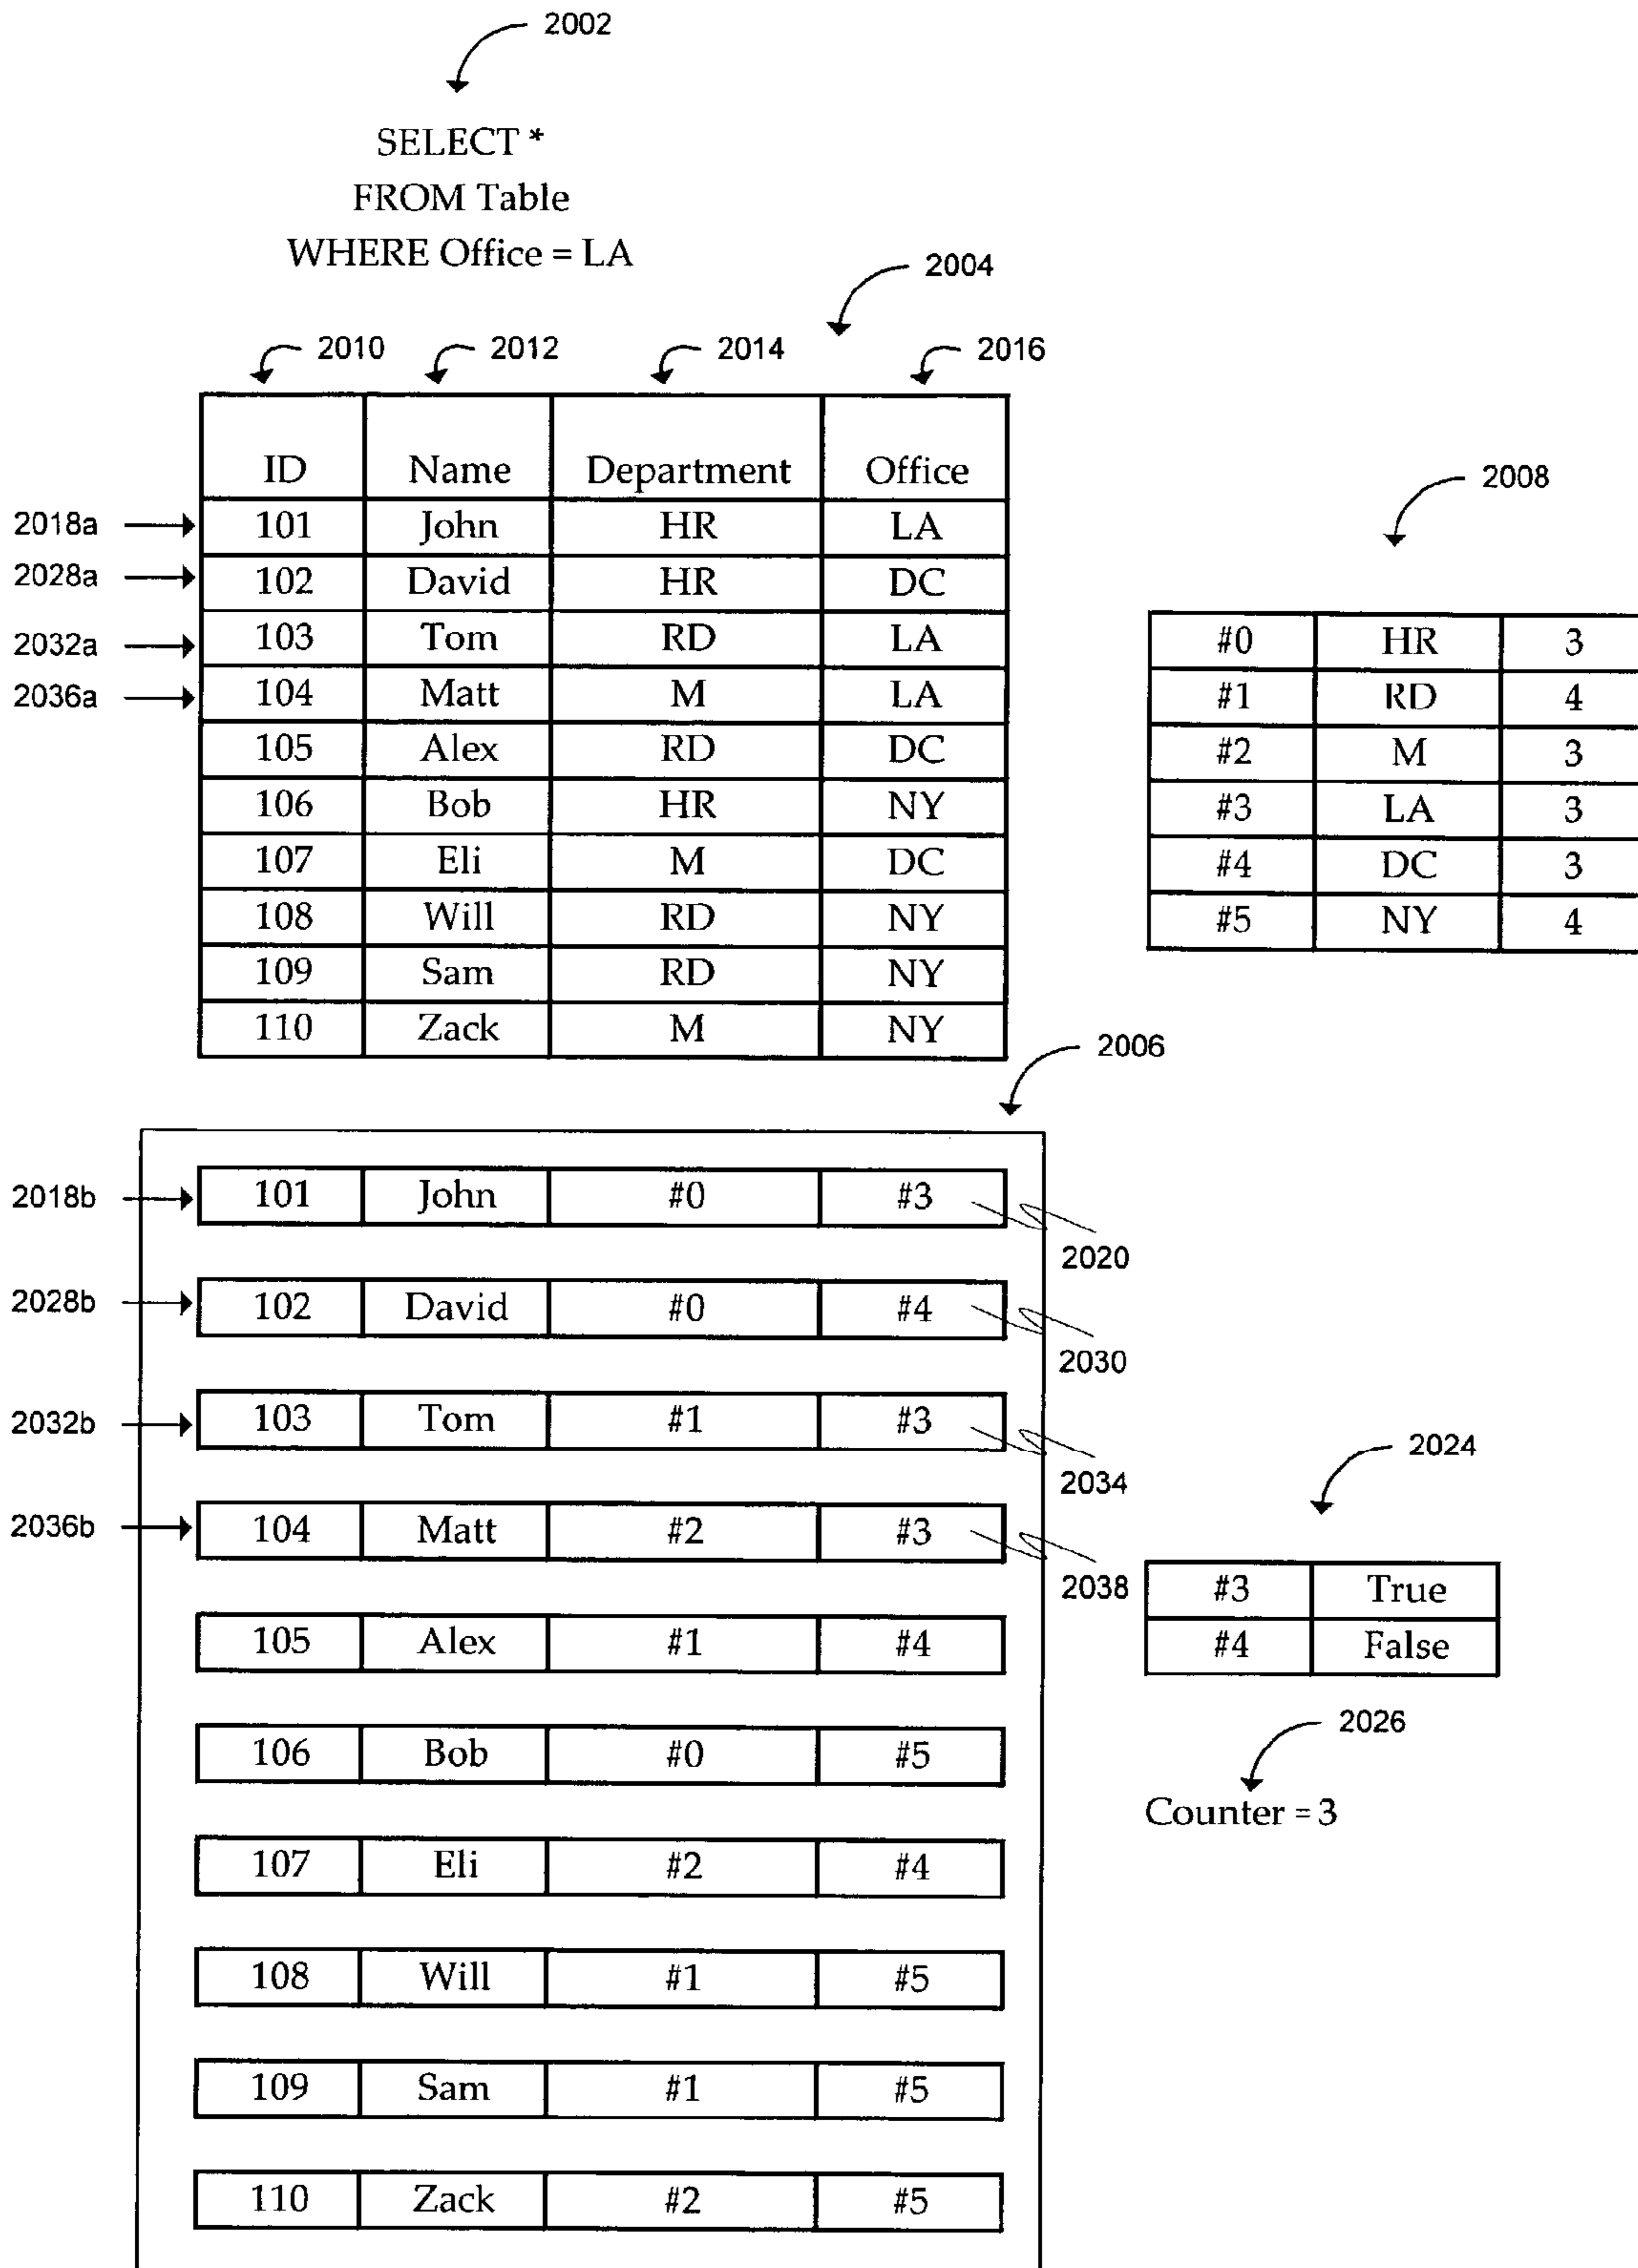 2002
SELECT *
FROM Table
WHERE Office = LA
2004
2010 2012 2014 2016
ID Name Department Office
2018a 101 John HR LA
2028a 102 David HR DC
2032a 103 Tom RD LA
2036a 104 Matt M LA
105 Alex RD DC
106 Bob HR NY
107 Eli M DC
108 Will RD NY
109 Sam RD NY
110 Zack M NY
2008
#0 HR 3
#1 RD 4
#2 M 3
#3 LA 3
#4 DC 3
#5 NY 4
2006
2018b 101 John #0 #3 2020
2028b 102 David #0 #4 2030
2032b 103 Tom #1 #3 2034
2036b 104 Matt #2 #3 2038
105 Alex #1 #4
106 Bob #0 #5
107 Eli #2 #4
108 Will #1 #5
109 Sam #1 #5
110 Zack #2 #5
2024
#3 True
#4 False
2026
Counter = 3